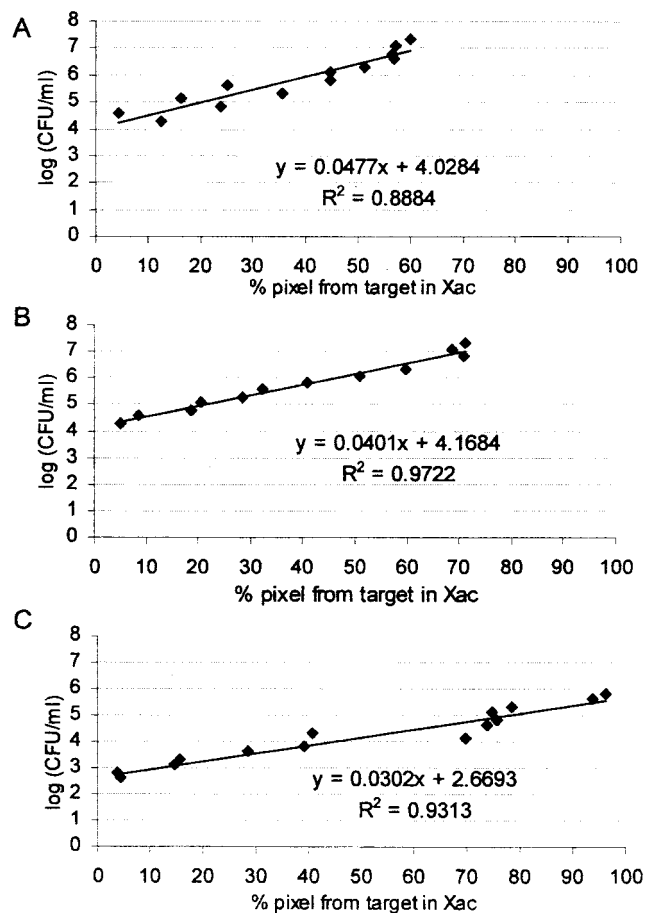 A
8
7
6
5
4
3
2
1
0
log (CFU/ml)
y = 0.0477x + 4.0284
R² = 0.8884
0 10 20 30 40 50 60 70 80 90 100
% pixel from target in Xac
B
8
7
6
5
4
3
2
1
0
log (CFU/ml)
y = 0.0401x + 4.1684
R² = 0.9722
0 10 20 30 40 50 60 70 80 90 100
% pixel from target in Xac
C
8
7
6
5
4
3
2
1
0
log (CFU/ml)
y = 0.0302x + 2.6693
R² = 0.9313
0 10 20 30 40 50 60 70 80 90 100
% pixel from target in Xac